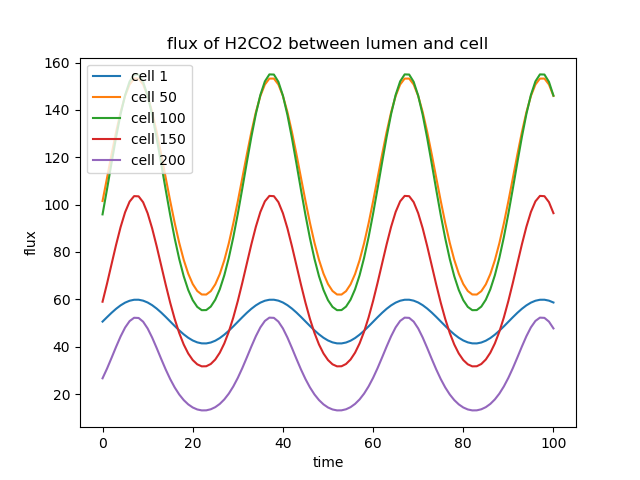 flux of H2CO2 between lumen and cell
160
140
120
100
80
60
40
20
flux
cell 1
cell 50
cell 100
cell 150
cell 200
0 20 40 60 80 100
time